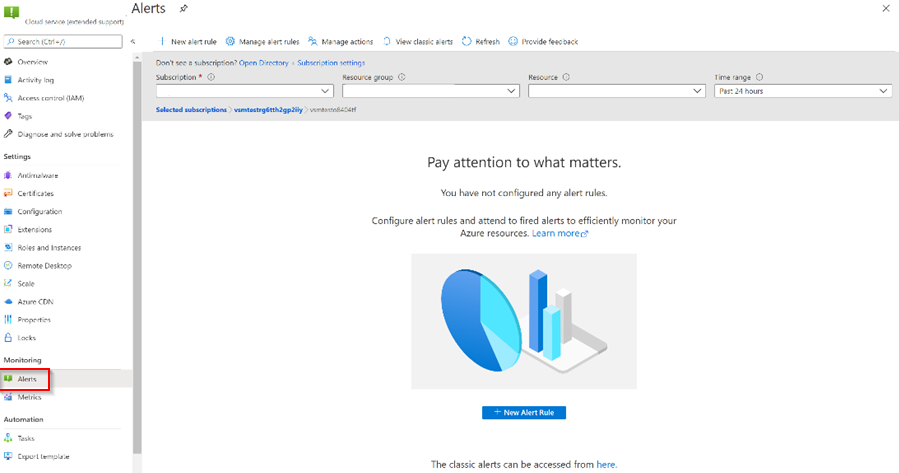 Alerts
Cloud service (extended support)
Search (Ctrl+/)
«
New alert rule
Manage alert rules
Manage actions
View classic alerts
Refresh
Provide feedback
Overview
Activity log
Access control (IAM)
Tags
Diagnose and solve problems
Settings
Antimalware
Certificates
Configuration
Extensions
Roles and Instances
Remote Desktop
Scale
Azure CDN
Properties
Locks
Monitoring
Alerts
Metrics
Automation
Tasks
Export template
Don't see a subscription? Open Directory + Subscription settings
Subscription *
Resource group
Resource
Time range
Past 24 hours
Selected subscriptions > vsmtestrg6tth2gp2iiy >
Pay attention to what matters.
You have not configured any alert rules.
Configure alert rules and attend to fired alerts to efficiently monitor your
Azure resources. Learn more
+ New Alert Rule
The classic alerts can be accessed from here.